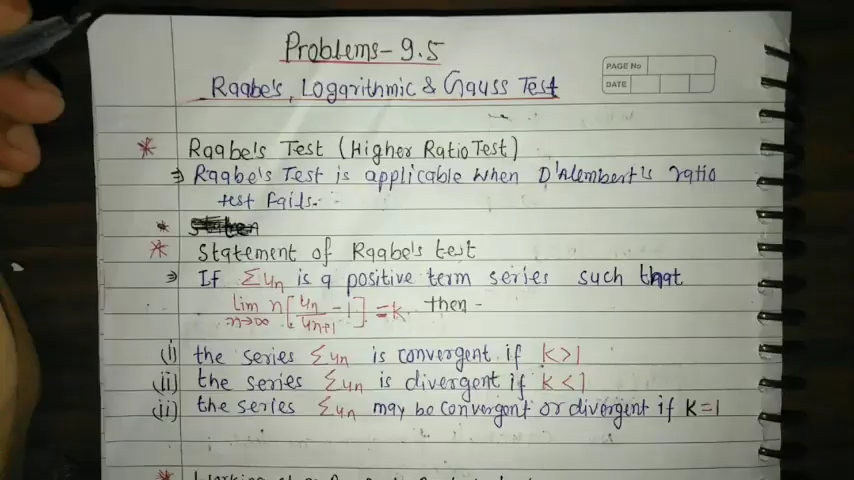 Problems-9.5
Raabe's, Logarithmic & Gauss Test
PAGE No
DATE
* Raabe's Test (Higher Ratio Test)
⇒ Raabe's Test is applicable when D'Alembert's ratio
test fails.
*
* Statement of Raabe's test
⇒ If Σun is a positive term series such that
lim n→∞ n[un/un+1 - 1] = k, then -
(i) the series Σun is convergent if k>1
(ii) the series Σun is divergent if k<1
(ii) the series Σun may be convergent or divergent if k=1
*